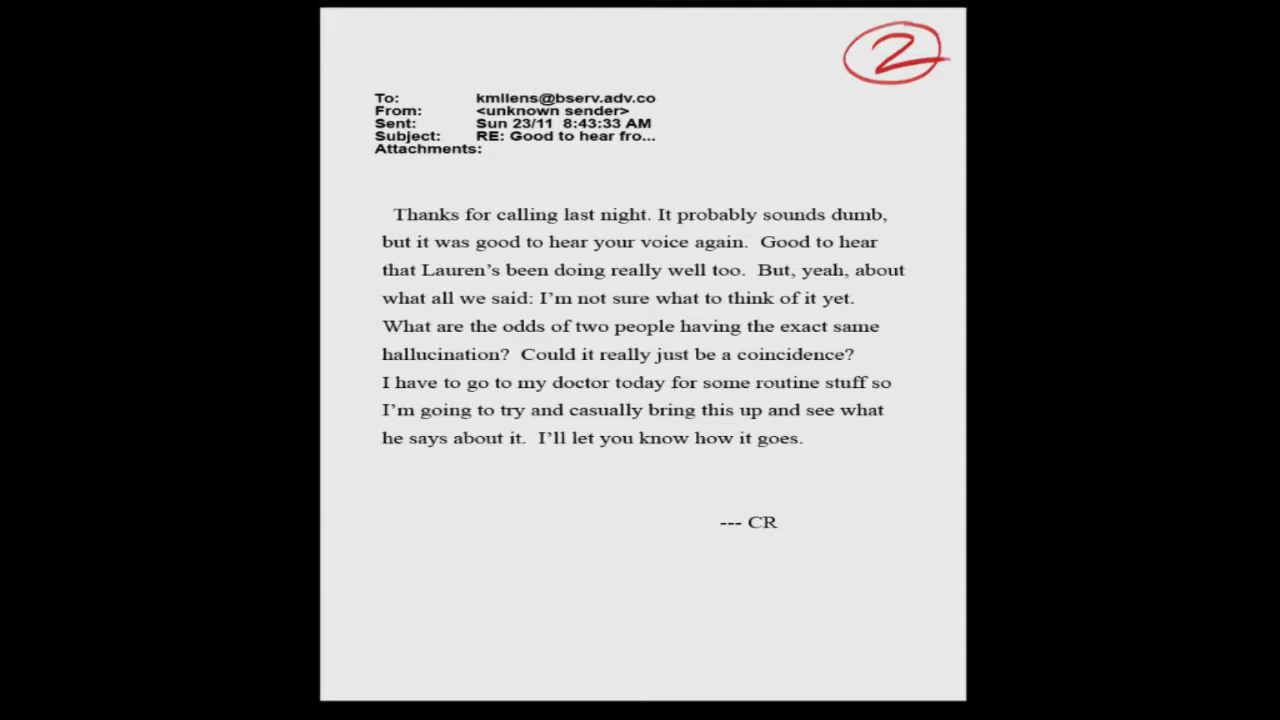 2
To: kmilens@bserv.adv.co
From: <unknown sender>
Sent: Sun 23/11 8:43:33 AM
Subject: RE: Good to hear fro...
Attachments:
Thanks for calling last night. It probably sounds dumb,
but it was good to hear your voice again. Good to hear
that Lauren’s been doing really well too. But, yeah, about
what all we said: I’m not sure what to think of it yet.
What are the odds of two people having the exact same
hallucination? Could it really just be a coincidence?
I have to go to my doctor today for some routine stuff so
I’m going to try and casually bring this up and see what
he says about it. I’ll let you know how it goes.
--- CR